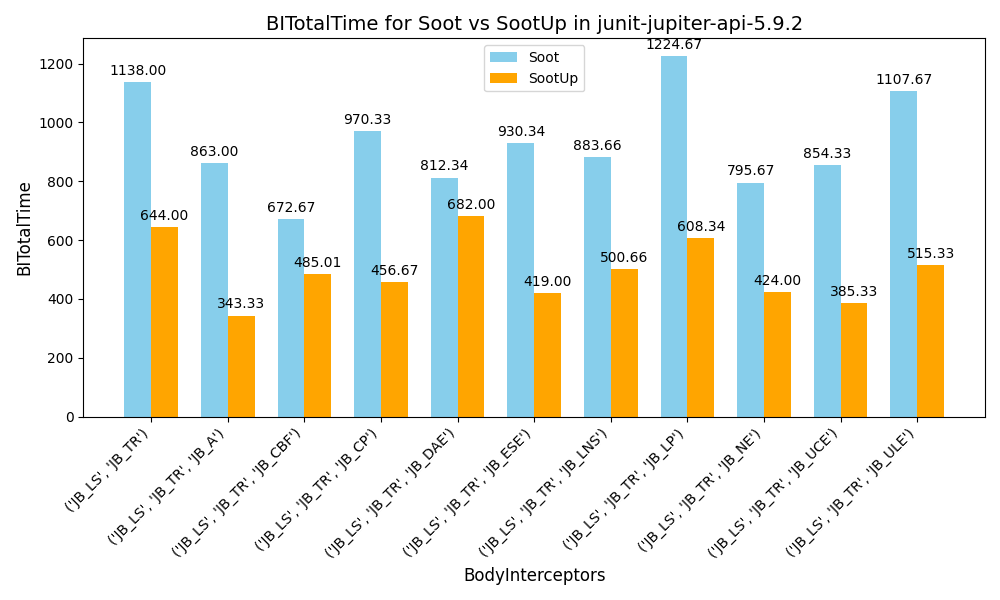 BITotalTime for Soot vs SootUp in junit-jupiter-api-5.9.2
Soot
SootUp
BITotalTime
1200
1000
800
600
400
200
0
1138.00
644.00
863.00
343.33
672.67
485.01
970.33
456.67
812.34
682.00
930.34
419.00
883.66
500.66
1224.67
608.34
795.67
424.00
854.33
385.33
1107.67
515.33
('JB_LS', 'JB_TR')
('JB_LS', 'JB_TR', 'JB_A')
('JB_LS', 'JB_TR', 'JB_CBF')
('JB_LS', 'JB_TR', 'JB_CP')
('JB_LS', 'JB_TR', 'JB_DAE')
('JB_LS', 'JB_TR', 'JB_ESE')
('JB_LS', 'JB_TR', 'JB_LNS')
('JB_LS', 'JB_TR', 'JB_LP')
('JB_LS', 'JB_TR', 'JB_NE')
('JB_LS', 'JB_TR', 'JB_UCE')
('JB_LS', 'JB_TR', 'JB_ULE')
BodyInterceptors